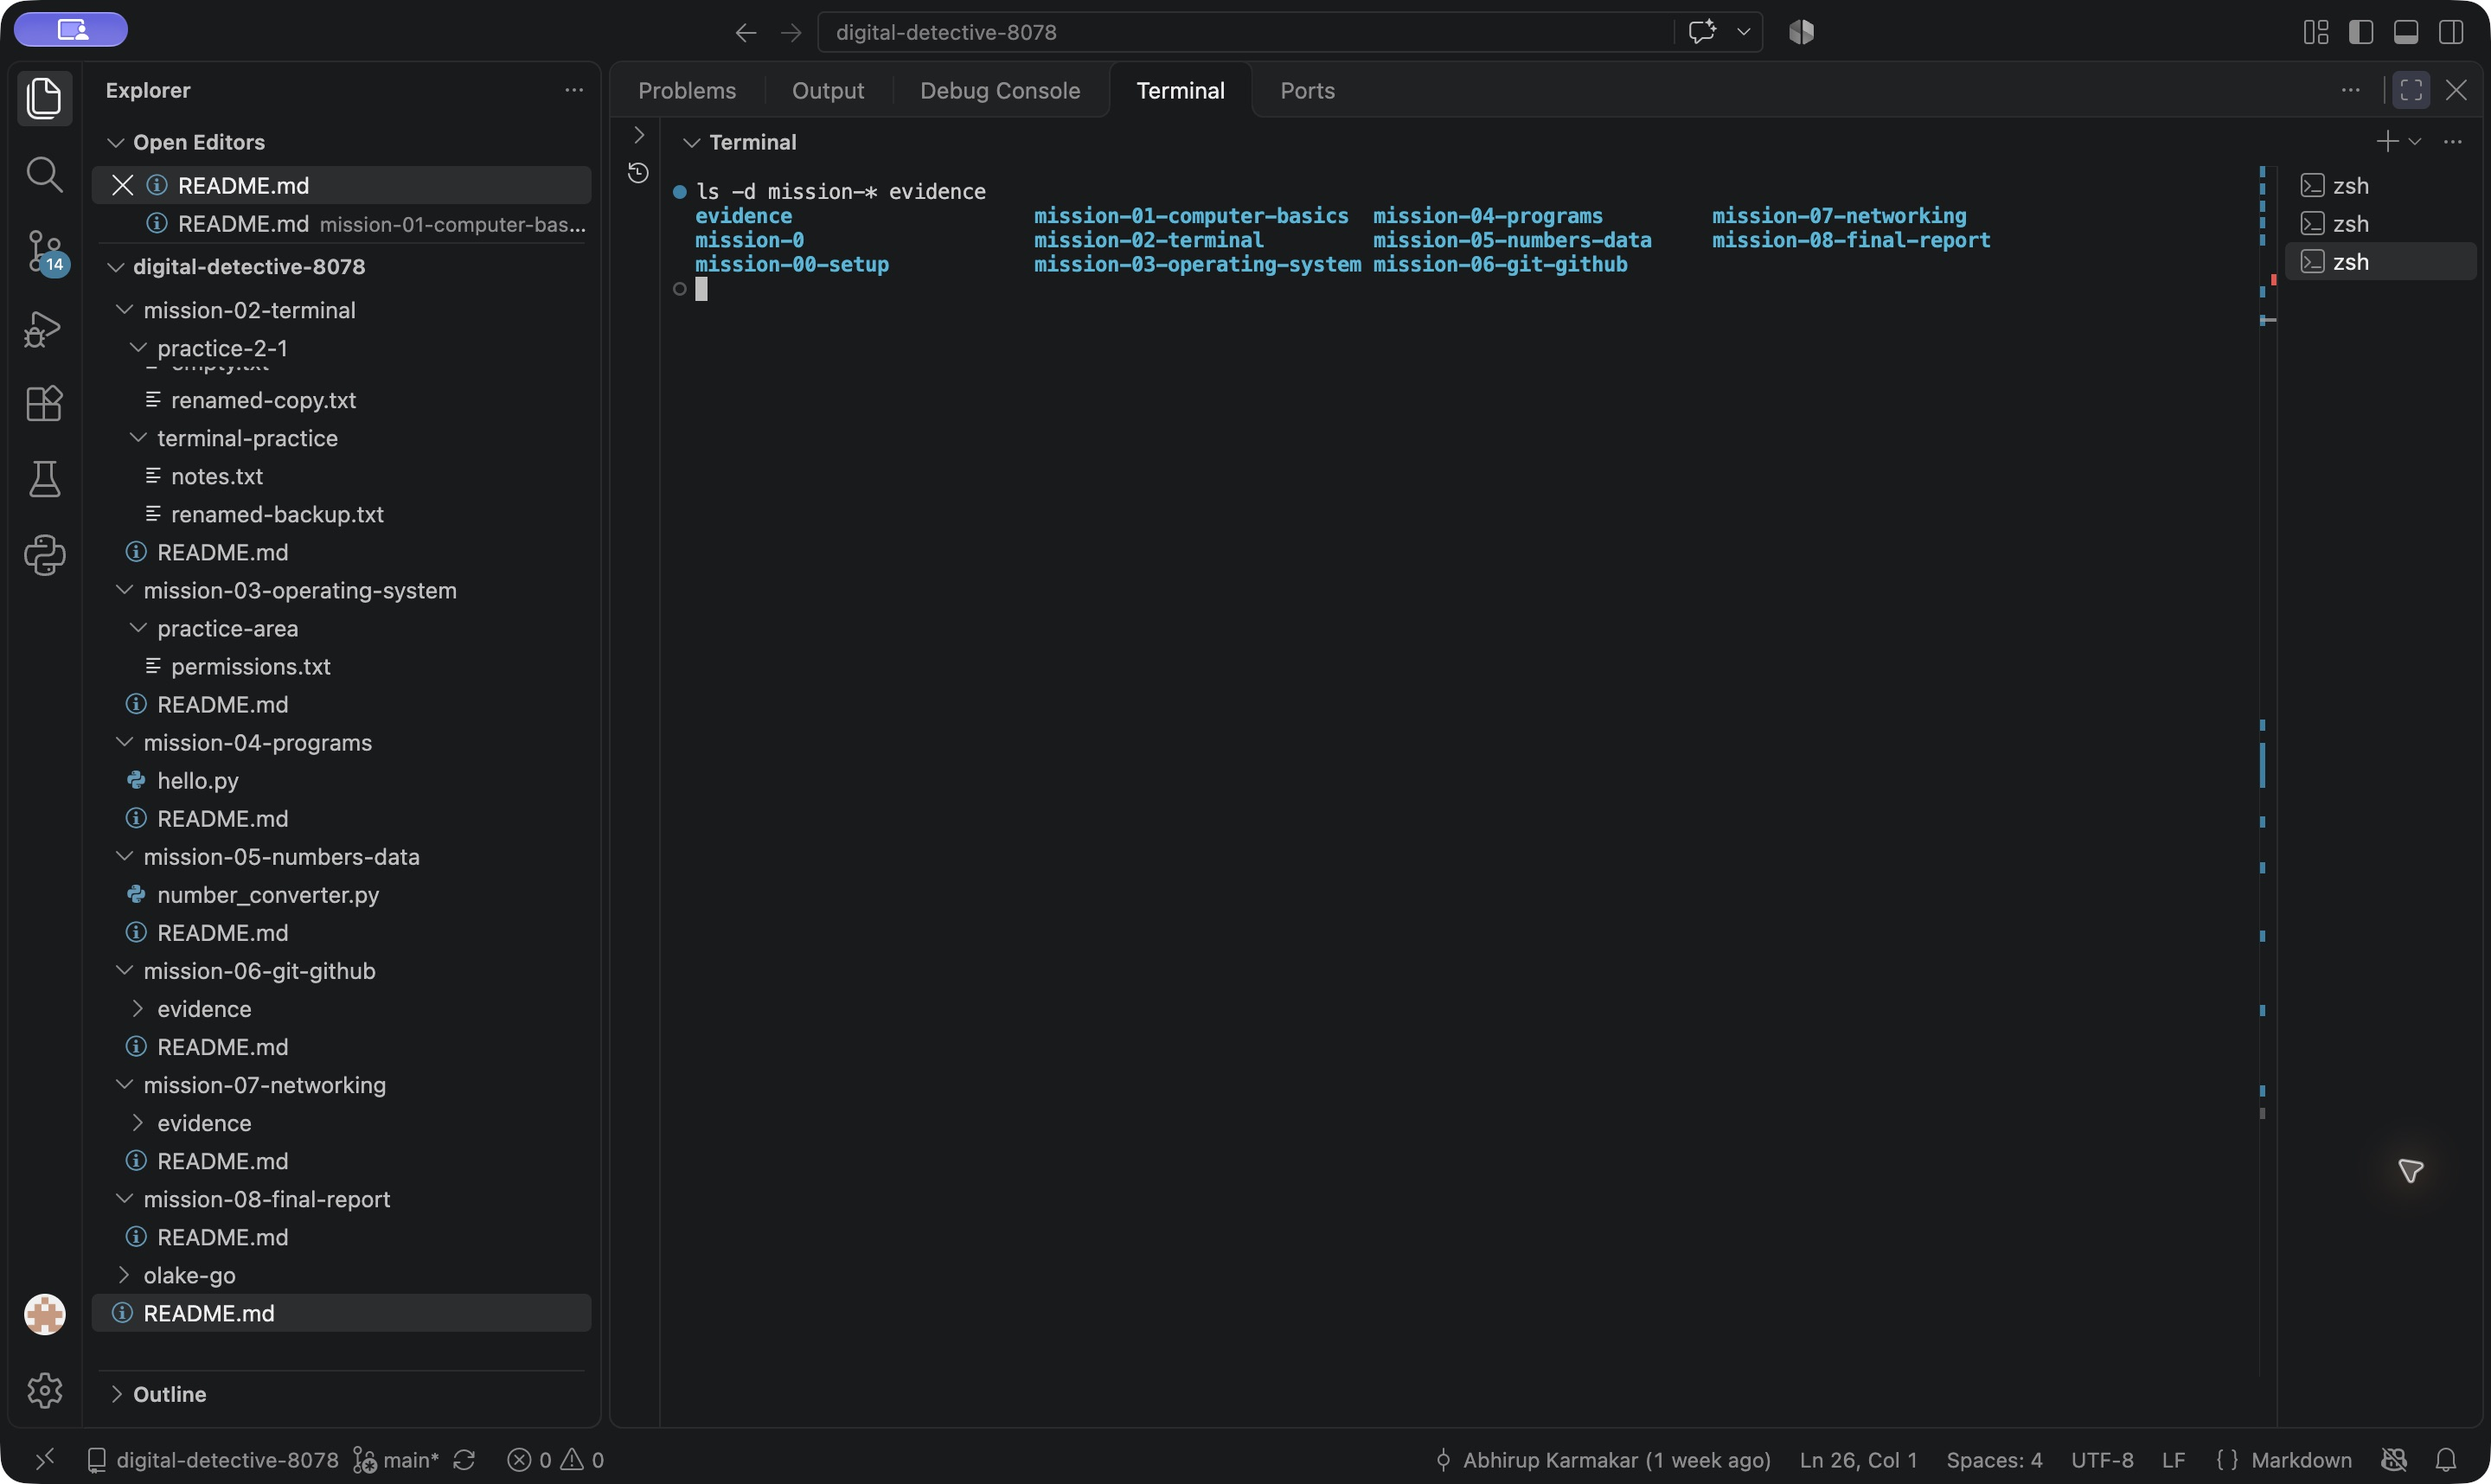 digital-detective-8078
Explorer
Open Editors
README.md
README.md mission-01-computer-bas...
14
digital-detective-8078
mission-02-terminal
practice-2-1
renamed-copy.txt
terminal-practice
notes.txt
renamed-backup.txt
README.md
mission-03-operating-system
practice-area
permissions.txt
README.md
mission-04-programs
hello.py
README.md
mission-05-numbers-data
number_converter.py
README.md
mission-06-git-github
evidence
README.md
mission-07-networking
evidence
README.md
mission-08-final-report
README.md
olake-go
README.md
Outline
Problems Output Debug Console Terminal Ports
Terminal
ls -d mission-* evidence
evidence mission-01-computer-basics mission-04-programs mission-07-networking
mission-0 mission-02-terminal mission-05-numbers-data mission-08-final-report
mission-00-setup mission-03-operating-system mission-06-git-github
zsh
zsh
zsh
digital-detective-8078 main* 0 0 Abhirup Karmakar (1 week ago) Ln 26, Col 1 Spaces: 4 UTF-8 LF {} Markdown